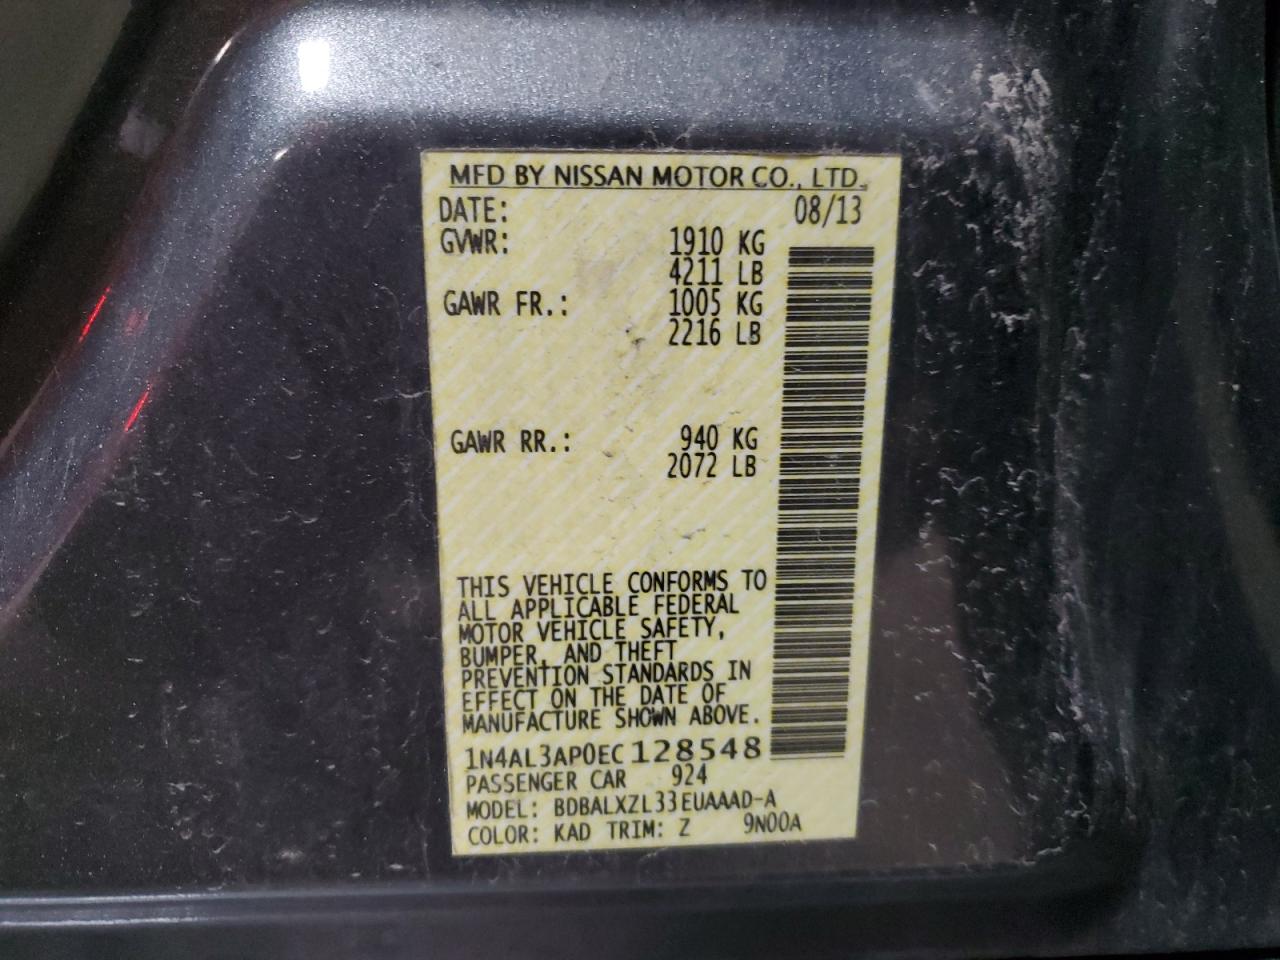 MFD BY NISSAN MOTOR CO., LTD.
DATE: 08/13
GVWR: 1910 KG
4211 LB
GAWR FR.: 1005 KG
2216 LB
GAWR RR.: 940 KG
2072 LB
THIS VEHICLE CONFORMS TO
ALL APPLICABLE FEDERAL
MOTOR VEHICLE SAFETY,
BUMPER, AND THEFT
PREVENTION STANDARDS IN
EFFECT ON THE DATE OF
MANUFACTURE SHOWN ABOVE.
1N4AL3AP0EC128548
PASSENGER CAR 924
MODEL: BDBALXZL33EUAAAD-A
COLOR: KAD TRIM: Z 9N00A